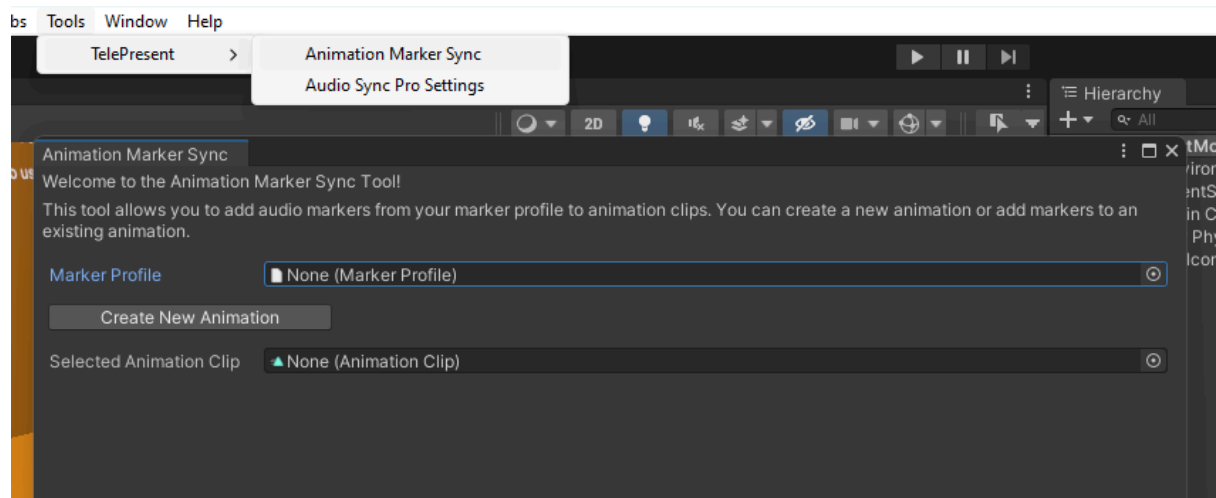 Tools Window Help
TelePresent
Animation Marker Sync
Audio Sync Pro Settings
Hierarchy
2D
All
Animation Marker Sync
Welcome to the Animation Marker Sync Tool!
This tool allows you to add audio markers from your marker profile to animation clips. You can create a new animation or add markers to an
existing animation.
Marker Profile
None (Marker Profile)
Create New Animation
Selected Animation Clip
None (Animation Clip)